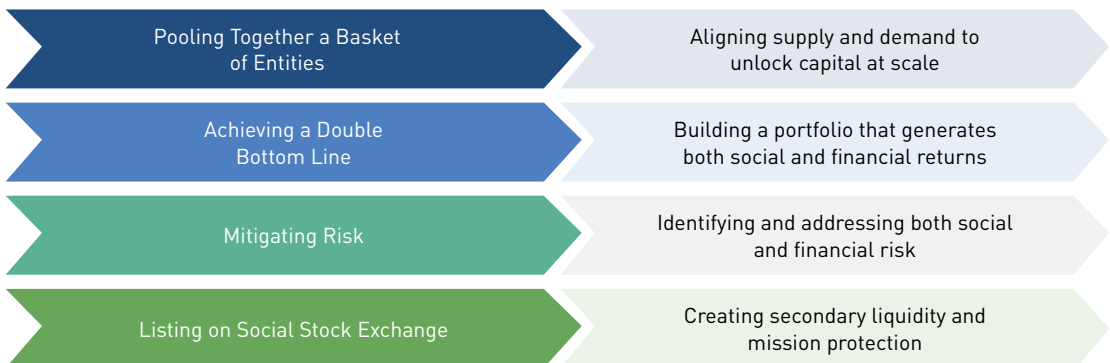 Pooling Together a Basket
of Entities
Aligning supply and demand to
unlock capital at scale
Achieving a Double
Bottom Line
Building a portfolio that generates
both social and financial returns
Mitigating Risk
Identifying and addressing both social
and financial risk
Listing on Social Stock Exchange
Creating secondary liquidity and
mission protection